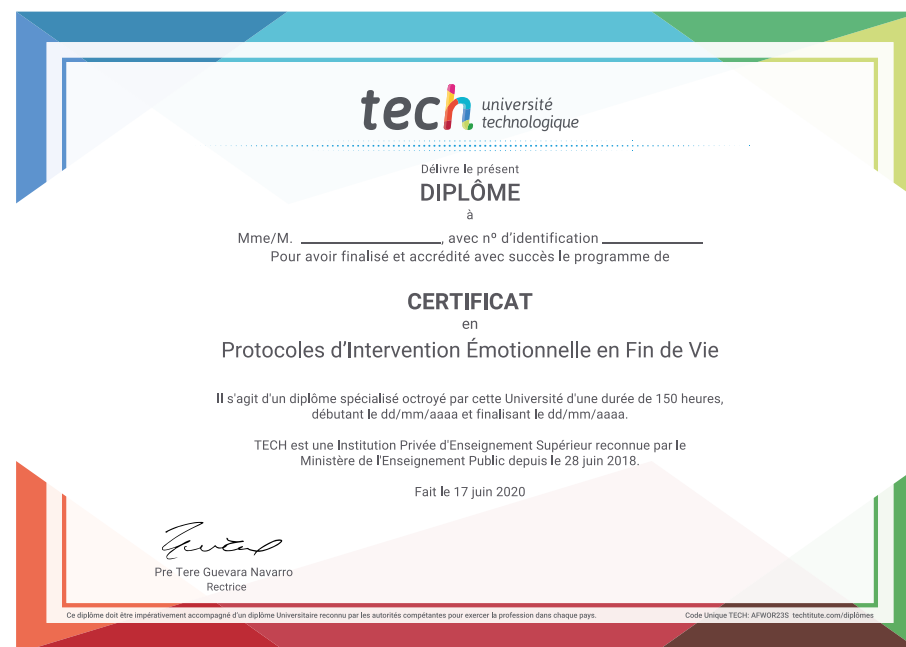 tech université
technologique
Délivre le présent
DIPLÔME
à
Mme/M. ____________________, avec nº d'identification ______________
Pour avoir finalisé et accrédité avec succès le programme de
CERTIFICAT
en
Protocoles d'Intervention Émotionnelle en Fin de Vie
Il s'agit d'un diplôme spécialisé octroyé par cette Université d'une durée de 150 heures,
débutant le dd/mm/aaaa et finalisant le dd/mm/aaaa.
TECH est une Institution Privée d'Enseignement Supérieur reconnue par le
Ministère de l'Enseignement Public depuis le 28 juin 2018.
Fait le 17 juin 2020
Pre Tere Guevara Navarro
Rectrice
Ce diplôme doit être impérativement accompagné d'un diplôme Universitaire reconnu par les autorités compétantes pour exercer la profession dans chaque pays.
Code Unique TECH: AFWOR23S techtitute.com/diplômes